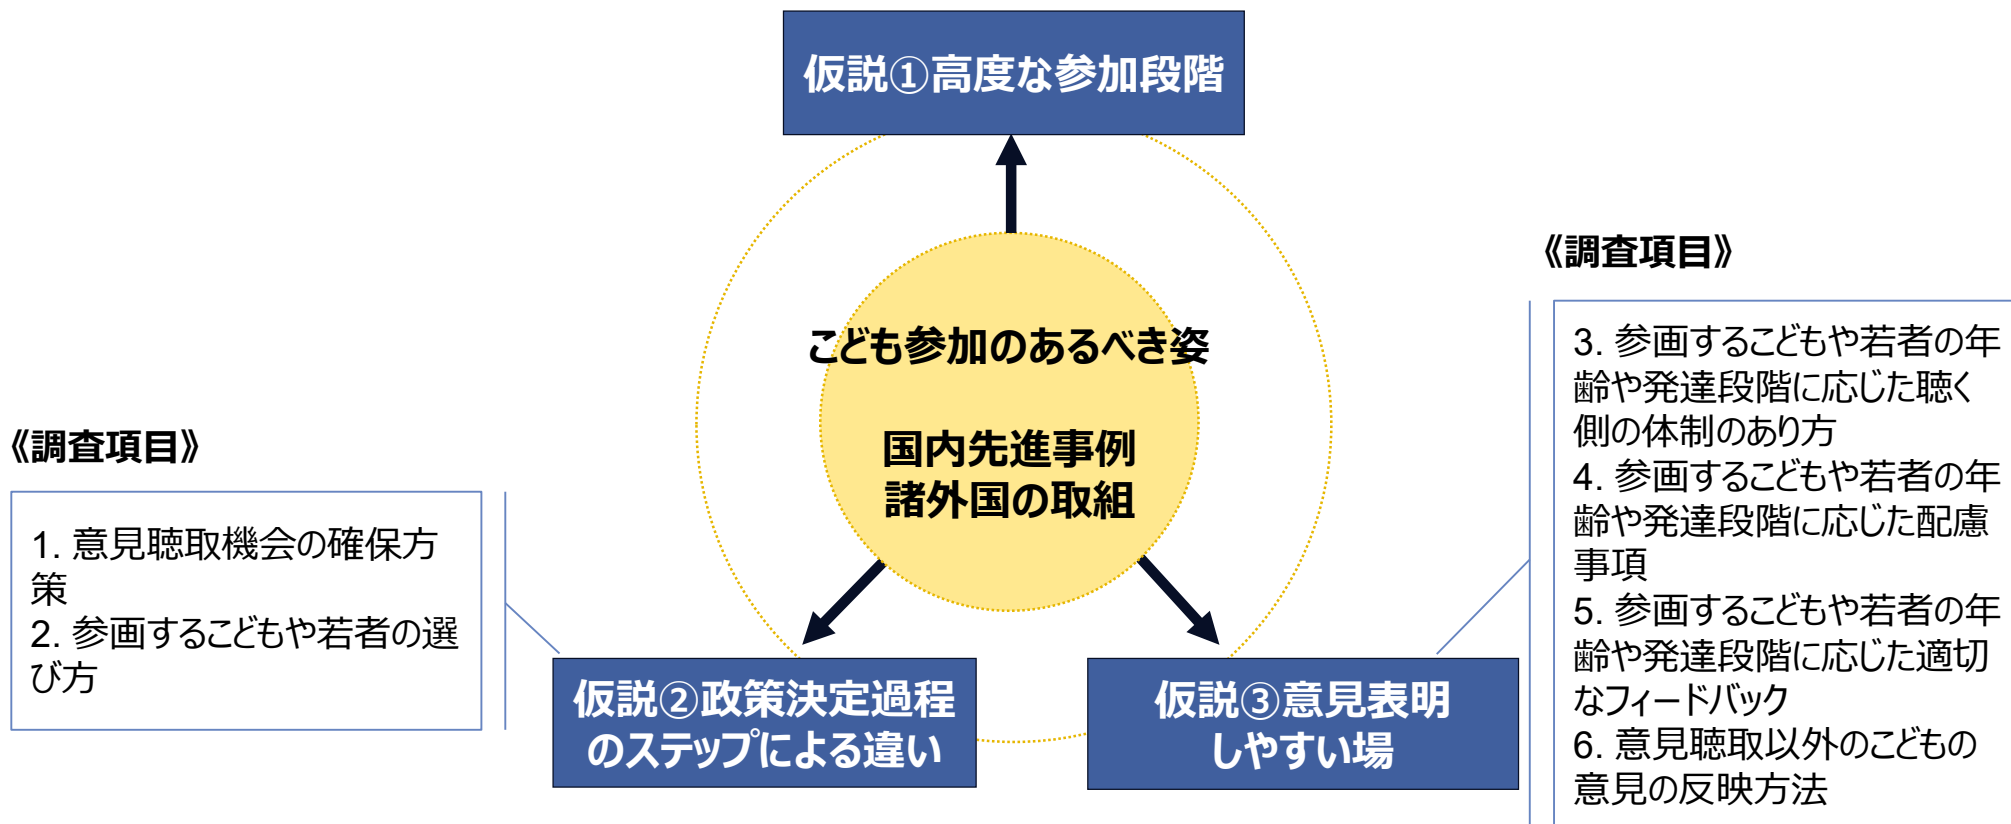 仮説①高度な参加段階
こども参加のあるべき姿
国内先進事例
諸外国の取組
《調査項目》
1. 意見聴取機会の確保方
策
2. 参画するこどもや若者の選
び方
仮説②政策決定過程
のステップによる違い
仮説③意見表明
しやすい場
《調査項目》
3. 参画するこどもや若者の年
齢や発達段階に応じた聴く
側の体制のあり方
4. 参画するこどもや若者の年
齢や発達段階に応じた配慮
事項
5. 参画するこどもや若者の年
齢や発達段階に応じた適切
なフィードバック
6. 意見聴取以外のこどもの
意見の反映方法